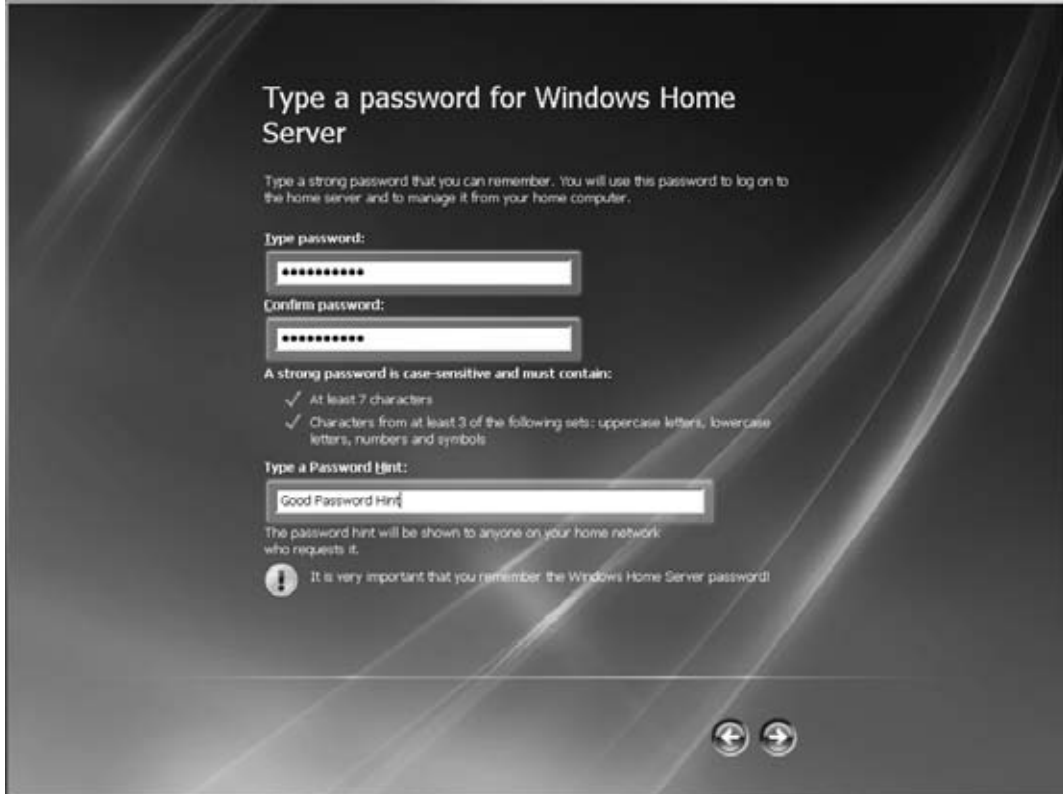 Type a password for Windows Home
Server
Type a strong password that you can remember. You will use this password to log on to
the home server and to manage it from your home computer.
Type password:
••••••••••
Confirm password:
••••••••••
A strong password is case-sensitive and must contain:
At least 7 characters
Characters from at least 3 of the following sets: uppercase letters, lowercase
letters, numbers and symbols
Type a Password Hint:
Good Password Hint
The password hint will be shown to anyone on your home network
who requests it.
It is very important that you remember the Windows Home Server password!